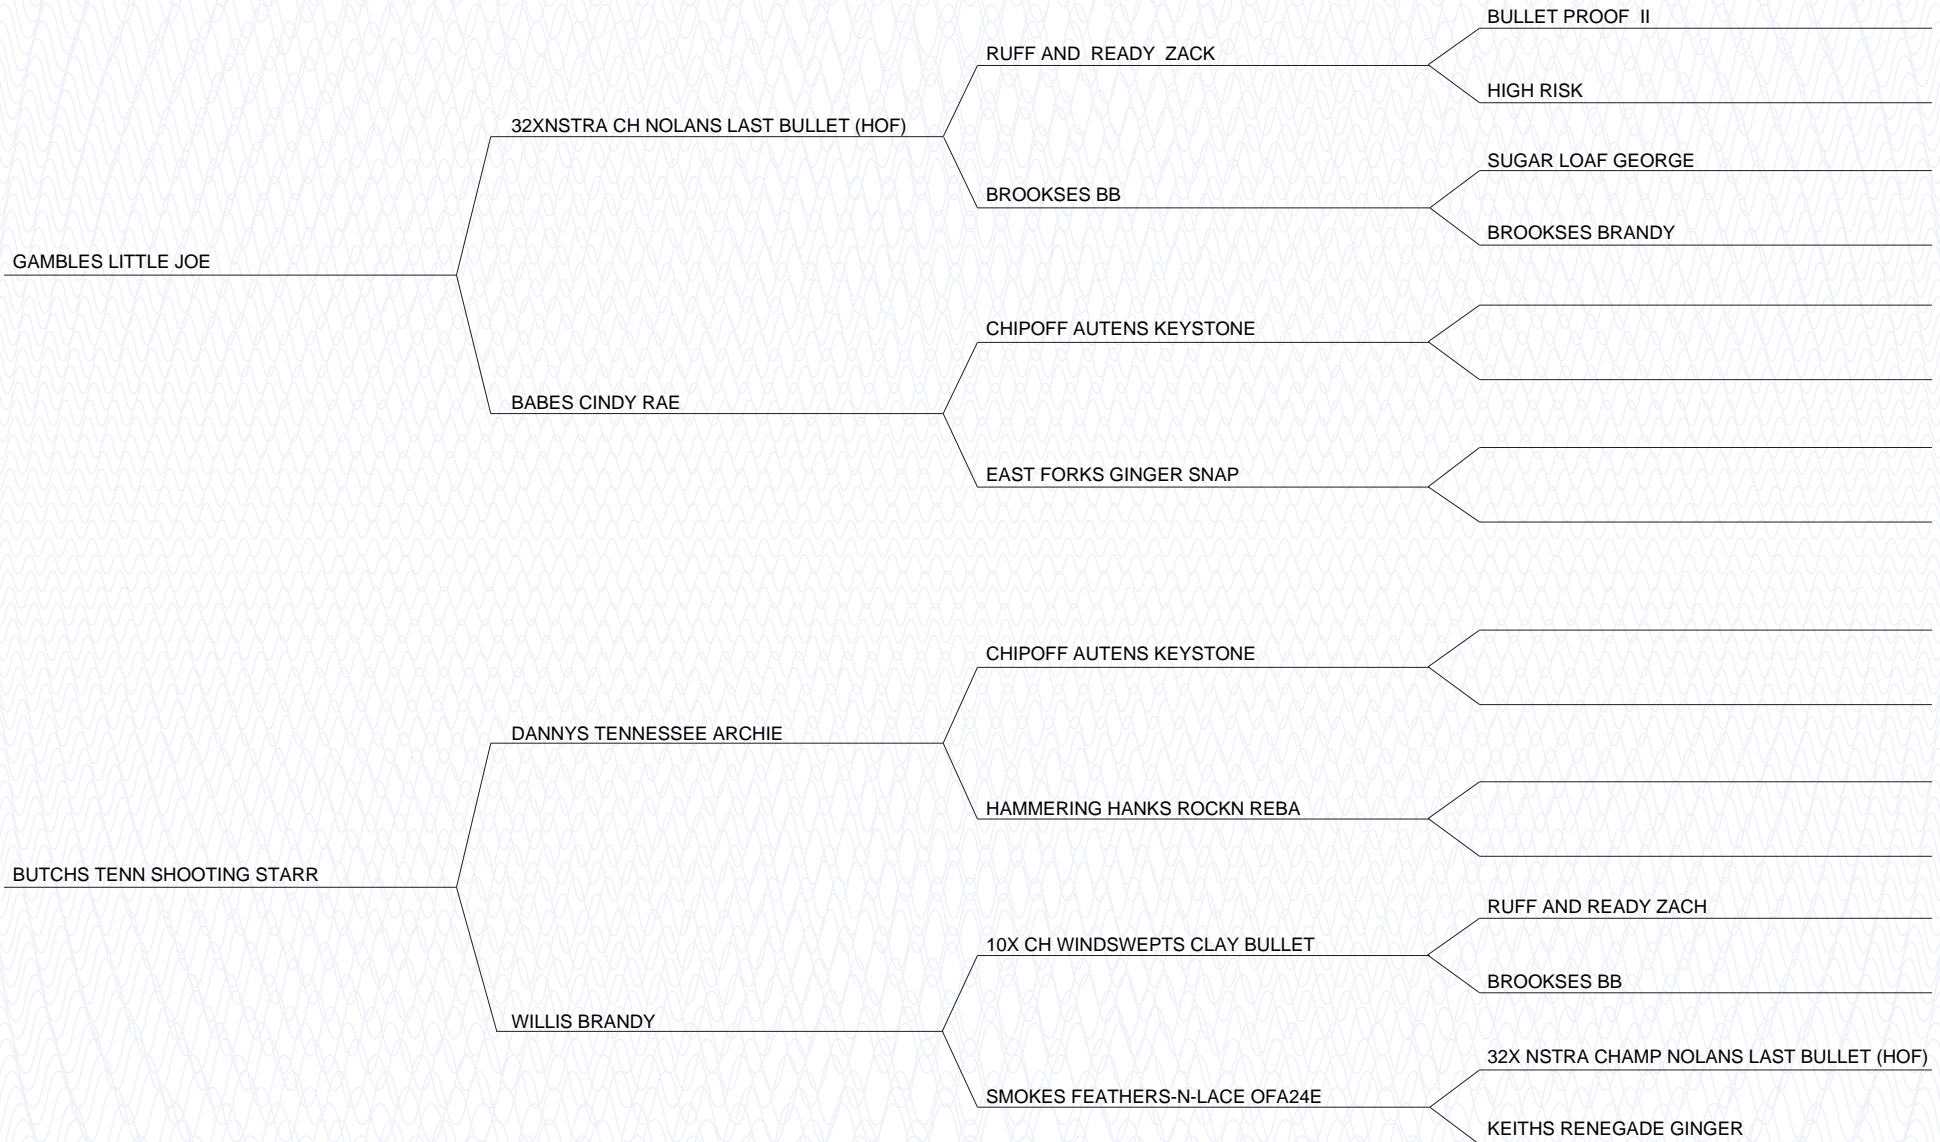 BULLET PROOF  II
RUFF AND  READY  ZACK
HIGH RISK
32XNSTRA CH NOLANS LAST BULLET (HOF)
SUGAR LOAF GEORGE
BROOKSES BB
BROOKSES BRANDY
GAMBLES LITTLE JOE
CHIPOFF AUTENS KEYSTONE
BABES CINDY RAE
EAST FORKS GINGER SNAP
CHIPOFF AUTENS KEYSTONE
DANNYS TENNESSEE ARCHIE
HAMMERING HANKS ROCKN REBA
BUTCHS TENN SHOOTING STARR
RUFF AND READY ZACH
10X CH WINDSWEPTS CLAY BULLET
BROOKSES BB
WILLIS BRANDY
32X NSTRA CHAMP NOLANS LAST BULLET (HOF)
SMOKES FEATHERS-N-LACE OFA24E
KEITHS RENEGADE GINGER